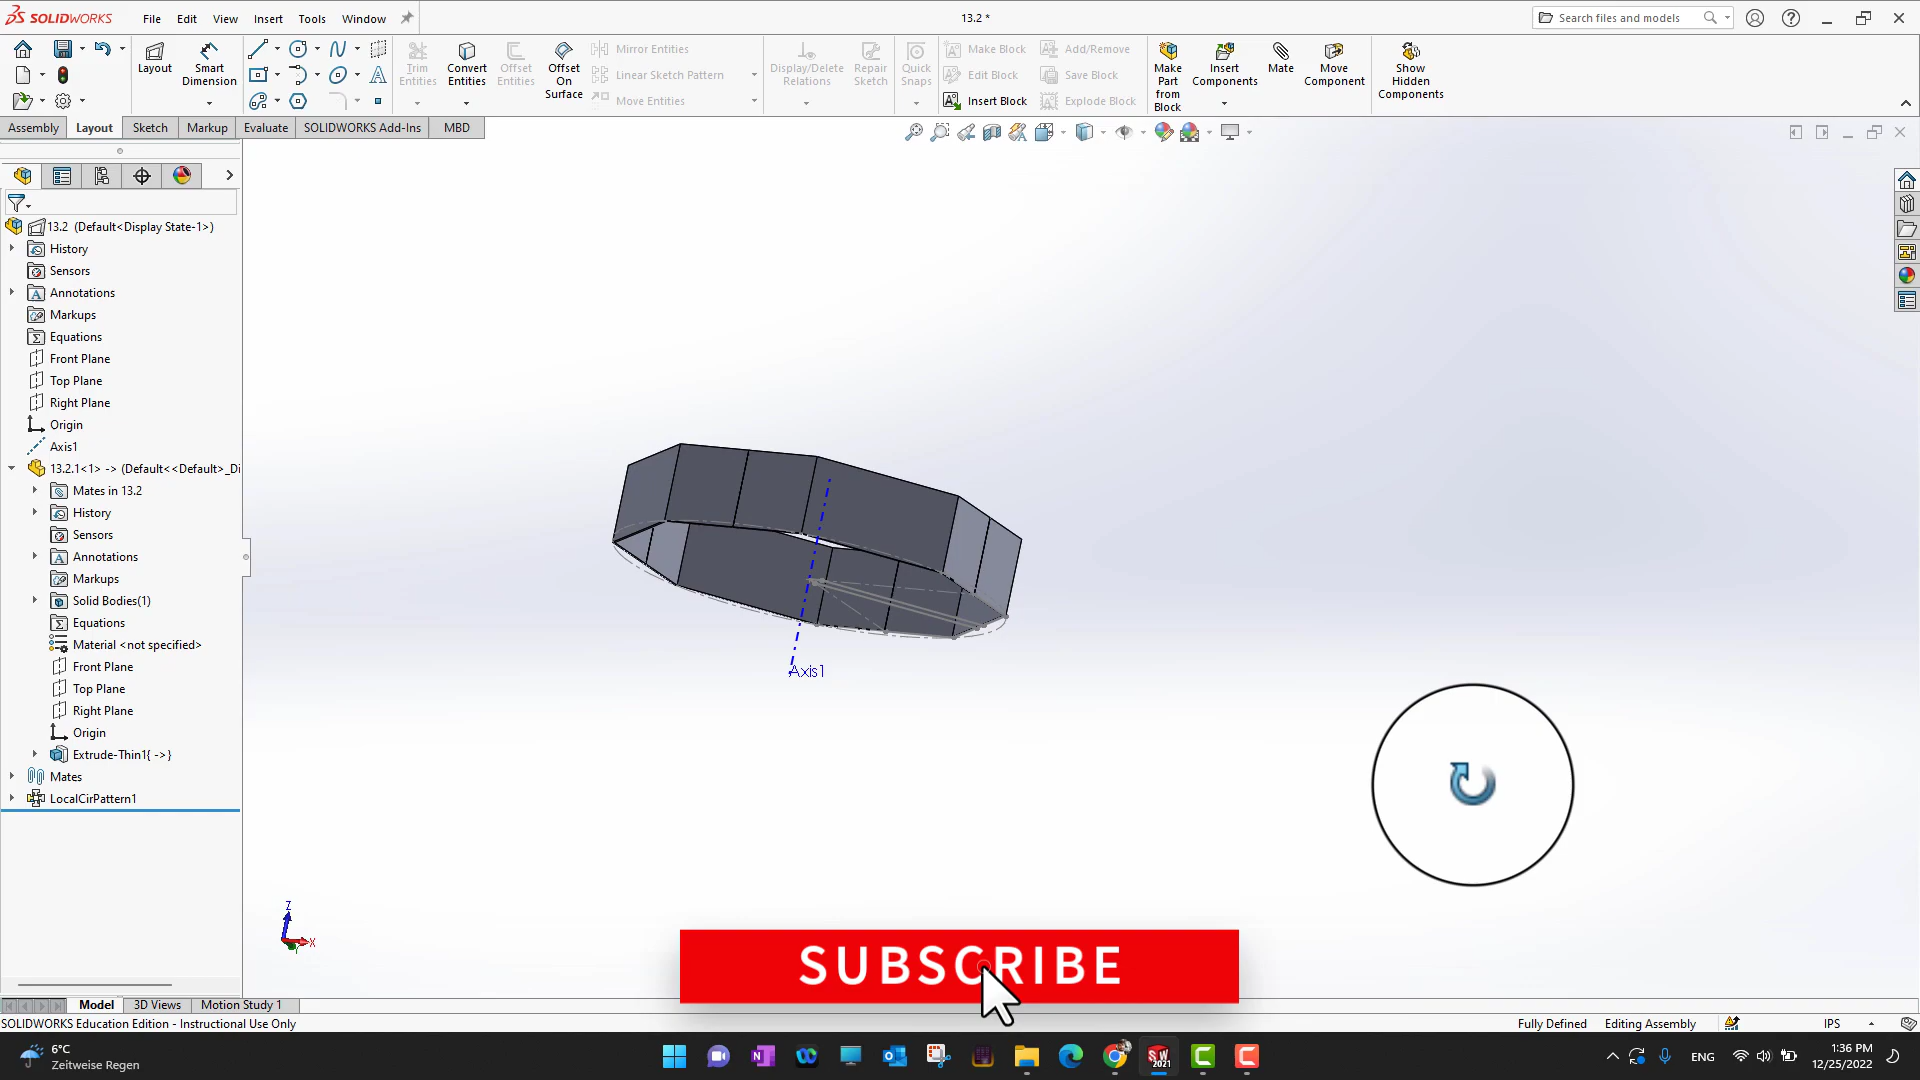 SOLIDWORKS File Edit View Insert Tools Window 13.2 * Search files and models
Layout Smart Dimension Trim Entities Convert Entities Offset Entities Offset On Surface Mirror Entities Linear Sketch Pattern Move Entities Display/Delete Relations Repair Sketch Quick Snaps Make Block Edit Block Insert Block Add/Remove Save Block Explode Block Make Part from Block Insert Components Mate Move Component Show Hidden Components
Assembly Layout Sketch Markup Evaluate SOLIDWORKS Add-Ins MBD
13.2 (Default<Display State-1>)
History
Sensors
Annotations
Markups
Equations
Front Plane
Top Plane
Right Plane
Origin
Axis1
13.2.1<1> -> (Default<<Default>_Di
Mates in 13.2
History
Sensors
Annotations
Markups
Solid Bodies(1)
Equations
Material <not specified>
Front Plane
Top Plane
Right Plane
Origin
Extrude-Thin1{ ->}
Mates
LocalCirPattern1
Axis1
Z
X
Y
SUBSCRIBE
Model 3D Views Motion Study 1
SOLIDWORKS Education Edition - Instructional Use Only Fully Defined Editing Assembly IPS
6°C
Zeitweise Regen
SW 2021
ENG
1:36 PM
12/25/2022